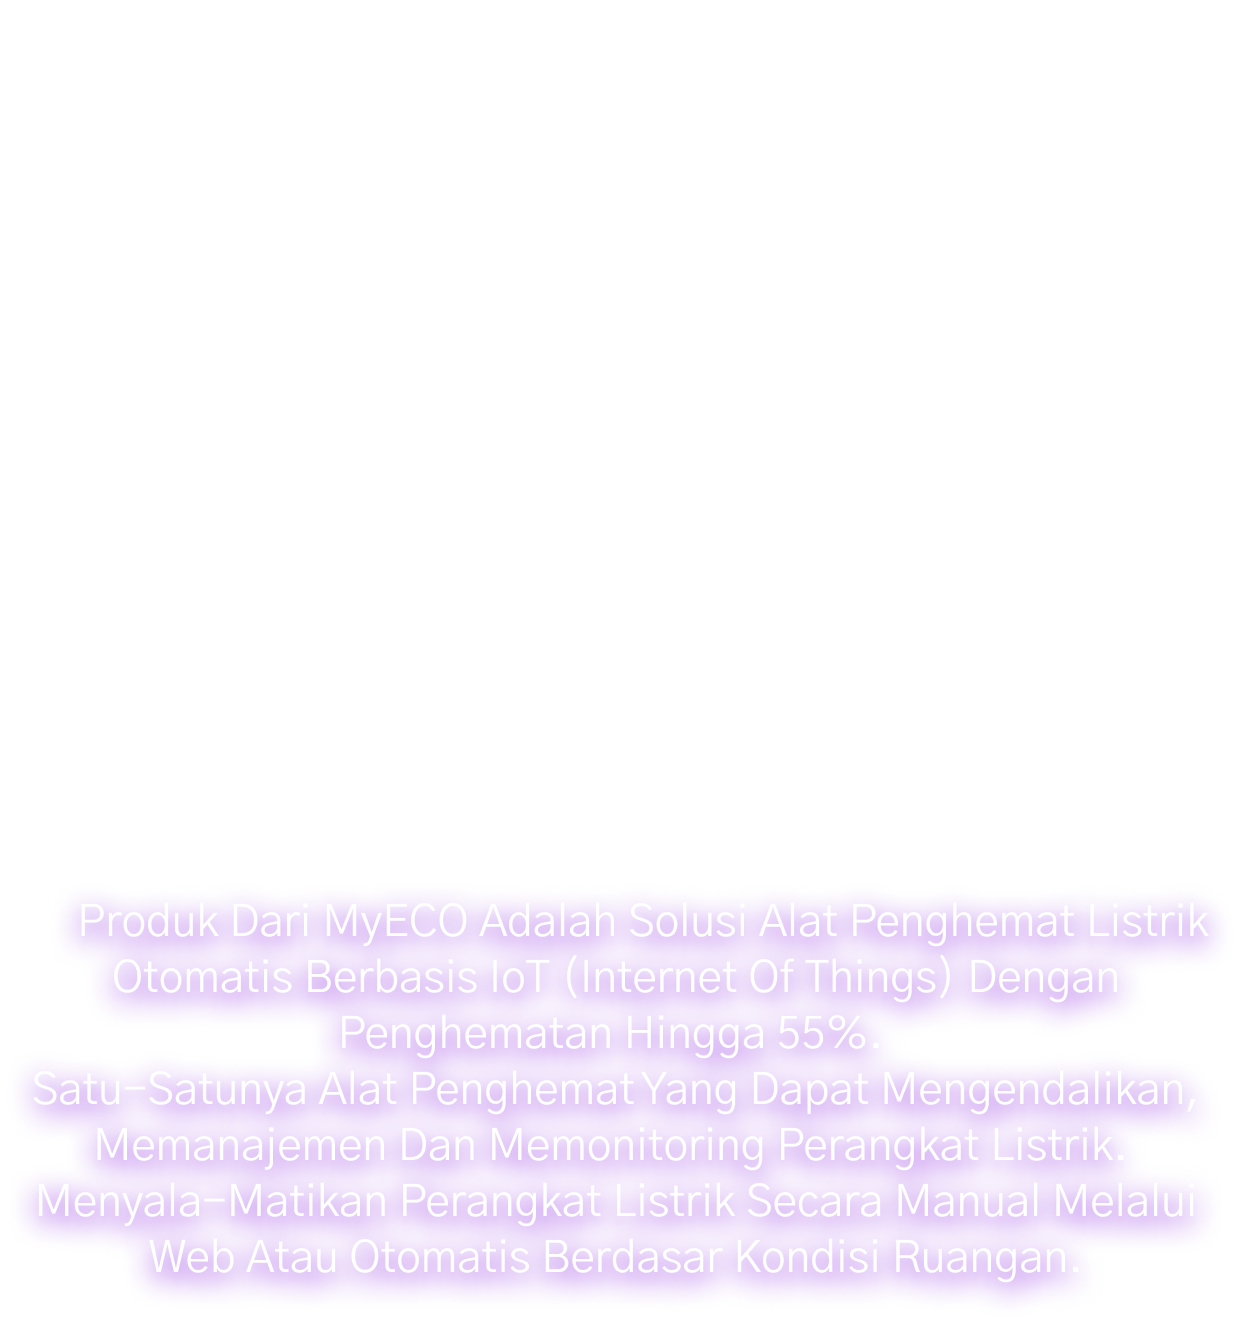 Produk Dari MyECO Adalah Solusi Alat Penghemat Listrik
Otomatis Berbasis IoT (Internet Of Things) Dengan
Penghematan Hingga 55%.
Satu-Satunya Alat Penghemat Yang Dapat Mengendalikan,
Memanajemen Dan Memonitoring Perangkat Listrik.
Menyala-Matikan Perangkat Listrik Secara Manual Melalui
Web Atau Otomatis Berdasar Kondisi Ruangan.